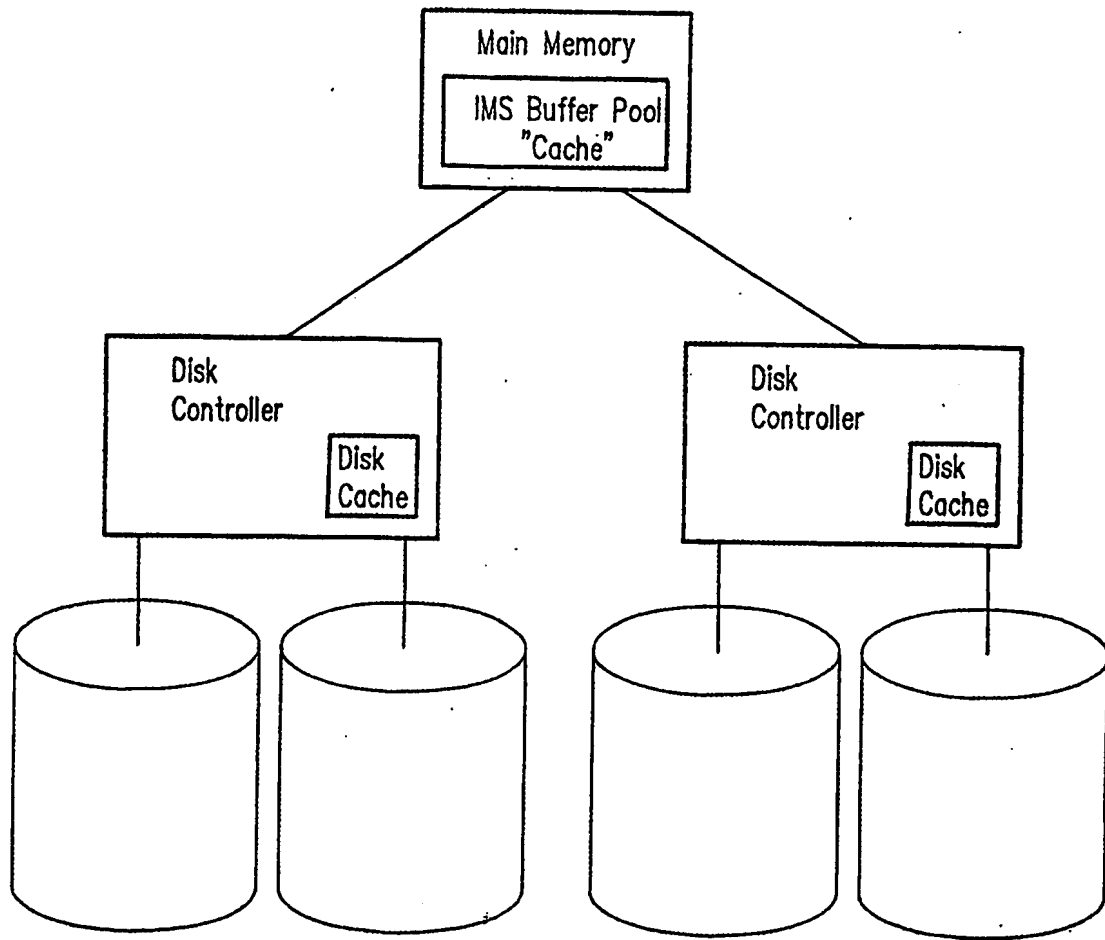 Main Memory
IMS Buffer Pool
"Cache"
Disk
Controller
Disk
Cache
Disk
Controller
Disk
Cache